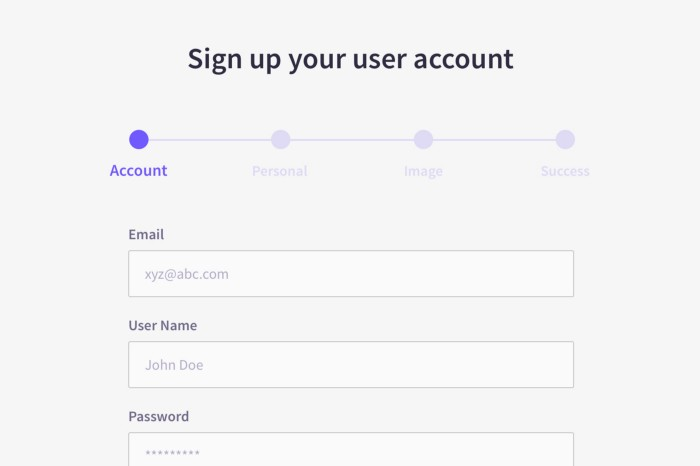 Sign up your user account
Account Personal Image Success
Email
xyz@abc.com
User Name
John Doe
Password
*********